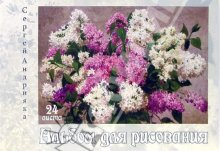 Сергей Андрияка
24
листа
Альбом для рисования